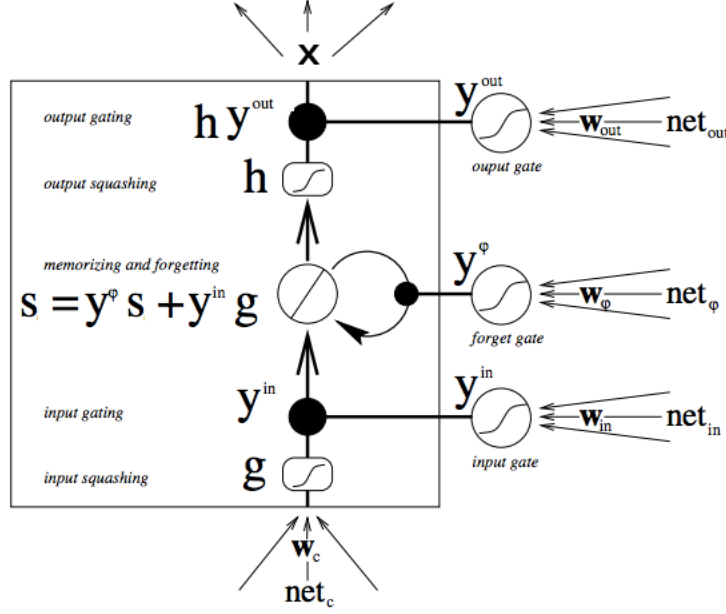 x
output gating
h y^out
y^out
w_out
net_out
ouput gate
output squashing
h
memorizing and forgetting
s = y^φ s + y^in g
y^φ
w_φ
net_φ
forget gate
input gating
y^in
y^in
w_in
net_in
input gate
input squashing
g
w_c
net_c